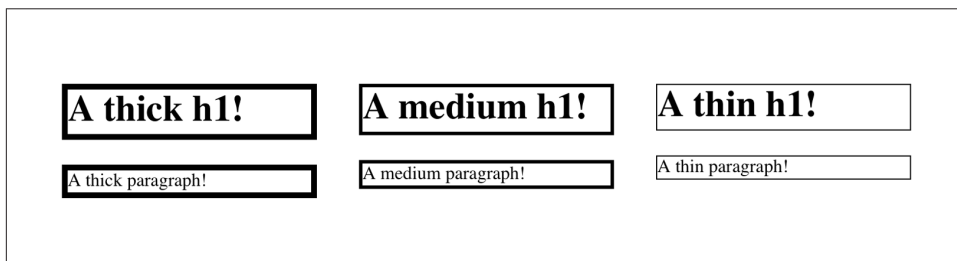 A thick h1!
A thick paragraph!
A medium h1!
A medium paragraph!
A thin h1!
A thin paragraph!